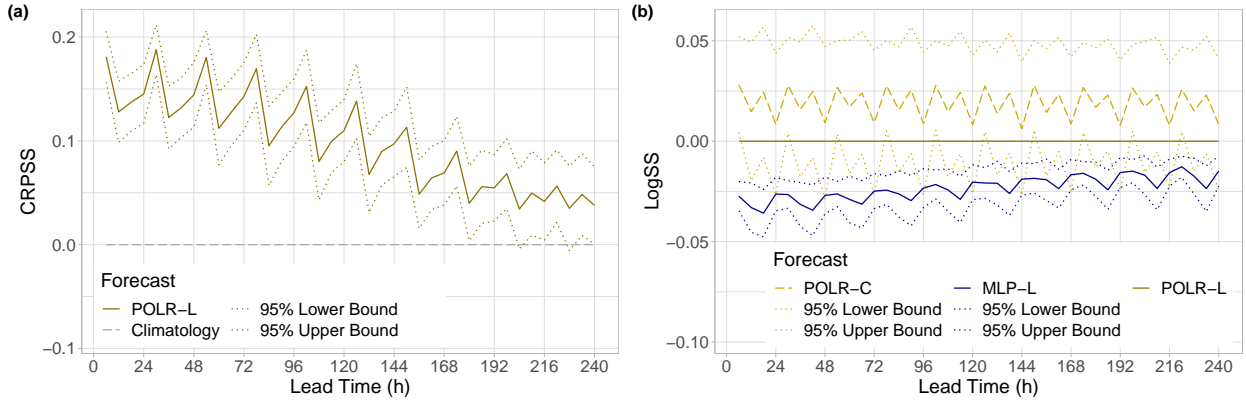 (a)
CRPSS
0.2
0.1
0.0
−0.1
Forecast
POLR−L 95% Lower Bound
Climatology 95% Upper Bound
0 24 48 72 96 120 144 168 192 216 240
Lead Time (h)
(b)
LogSS
0.05
0.00
−0.05
−0.10
Forecast
POLR−C MLP−L POLR−L
95% Lower Bound 95% Lower Bound
95% Upper Bound 95% Upper Bound
0 24 48 72 96 120 144 168 192 216 240
Lead Time (h)